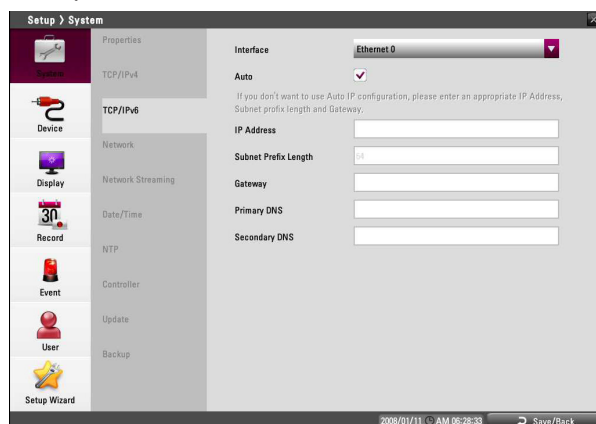 Setup > System
System
Device
Display
30
Record
Event
User
Setup Wizard
Properties
TCP/IPv4
TCP/IPv6
Network
Network Streaming
Date/Time
NTP
Controller
Update
Backup
Interface
Ethernet 0
Auto
If you don't want to use Auto IP configuration, please enter an appropriate IP Address,
Subnet profix length and Gateway.
IP Address
Subnet Prefix Length
64
Gateway
Primary DNS
Secondary DNS
2008/01/11 AM 06:28:33
Save/Back